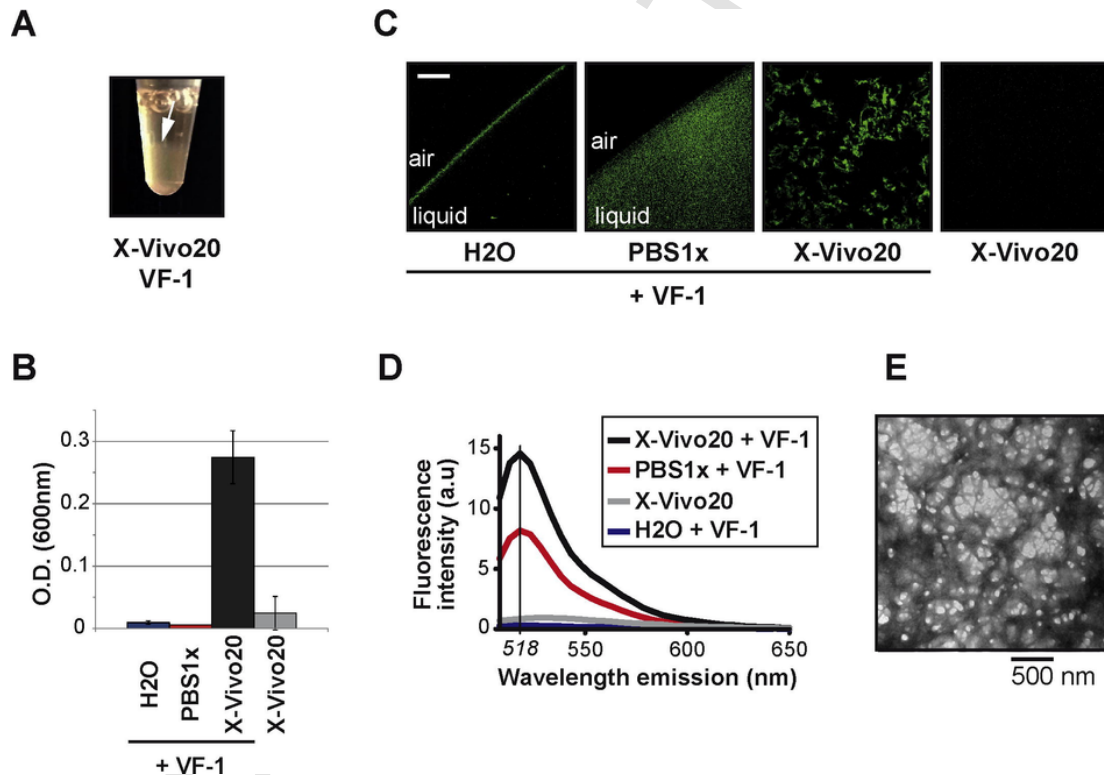 A
X-Vivo20
VF-1
C
air
liquid
H2O
air
liquid
PBS1x
X-Vivo20
X-Vivo20
+ VF-1
B
O.D. (600nm)
0.3
0.2
0.1
0
H2O
PBS1x
X-Vivo20
X-Vivo20
+ VF-1
D
Fluorescence
intensity (a.u)
15
10
5
0
518
550
600
650
Wavelength emission (nm)
X-Vivo20 + VF-1
PBS1x + VF-1
X-Vivo20
H2O + VF-1
E
500 nm